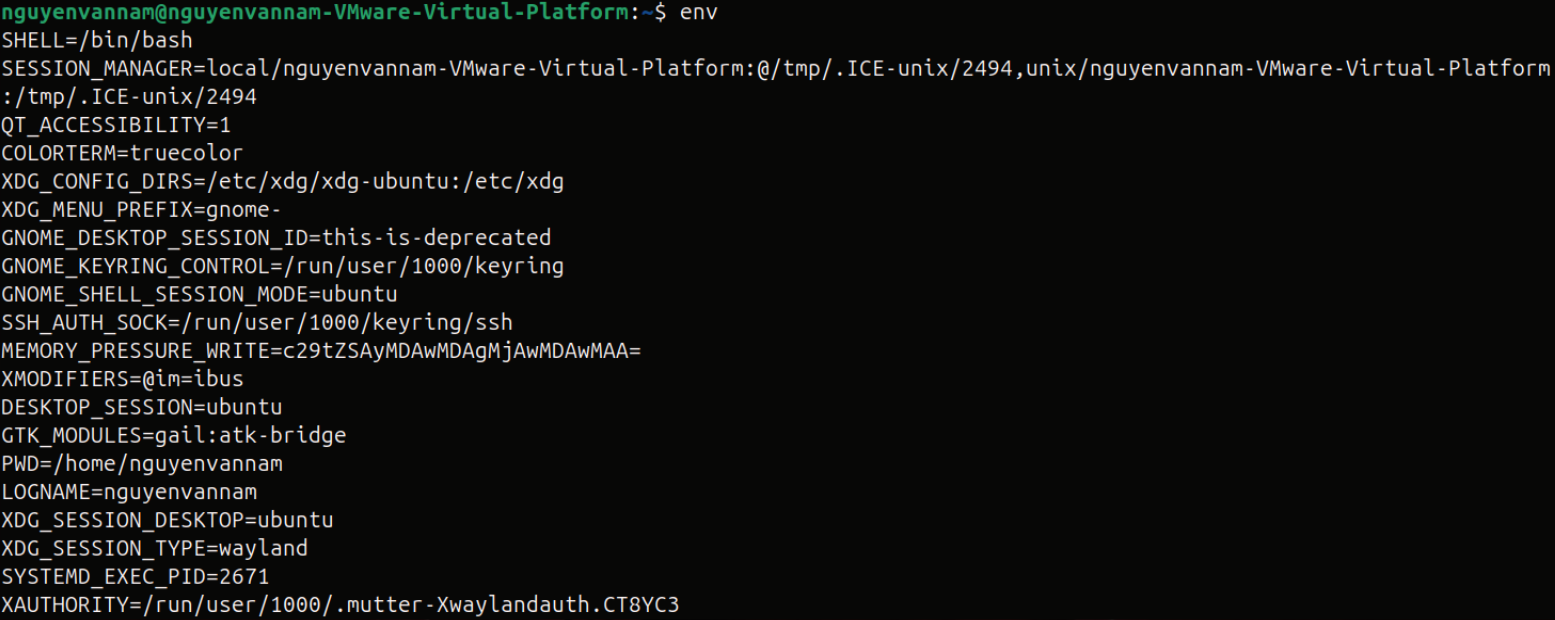 nguyenvannam@nguyenvannam-VMware-Virtual-Platform:~$ env
SHELL=/bin/bash
SESSION_MANAGER=local/nguyenvannam-VMware-Virtual-Platform:@/tmp/.ICE-unix/2494,unix/nguyenvannam-VMware-Virtual-Platform
:/tmp/.ICE-unix/2494
QT_ACCESSIBILITY=1
COLORTERM=truecolor
XDG_CONFIG_DIRS=/etc/xdg/xdg-ubuntu:/etc/xdg
XDG_MENU_PREFIX=gnome-
GNOME_DESKTOP_SESSION_ID=this-is-deprecated
GNOME_KEYRING_CONTROL=/run/user/1000/keyring
GNOME_SHELL_SESSION_MODE=ubuntu
SSH_AUTH_SOCK=/run/user/1000/keyring/ssh
MEMORY_PRESSURE_WRITE=c29tZSAyMDAwMDAgMjAwMDAwMAA=
XMODIFIERS=@im=ibus
DESKTOP_SESSION=ubuntu
GTK_MODULES=gail:atk-bridge
PWD=/home/nguyenvannam
LOGNAME=nguyenvannam
XDG_SESSION_DESKTOP=ubuntu
XDG_SESSION_TYPE=wayland
SYSTEMD_EXEC_PID=2671
XAUTHORITY=/run/user/1000/.mutter-Xwaylandauth.CT8YC3